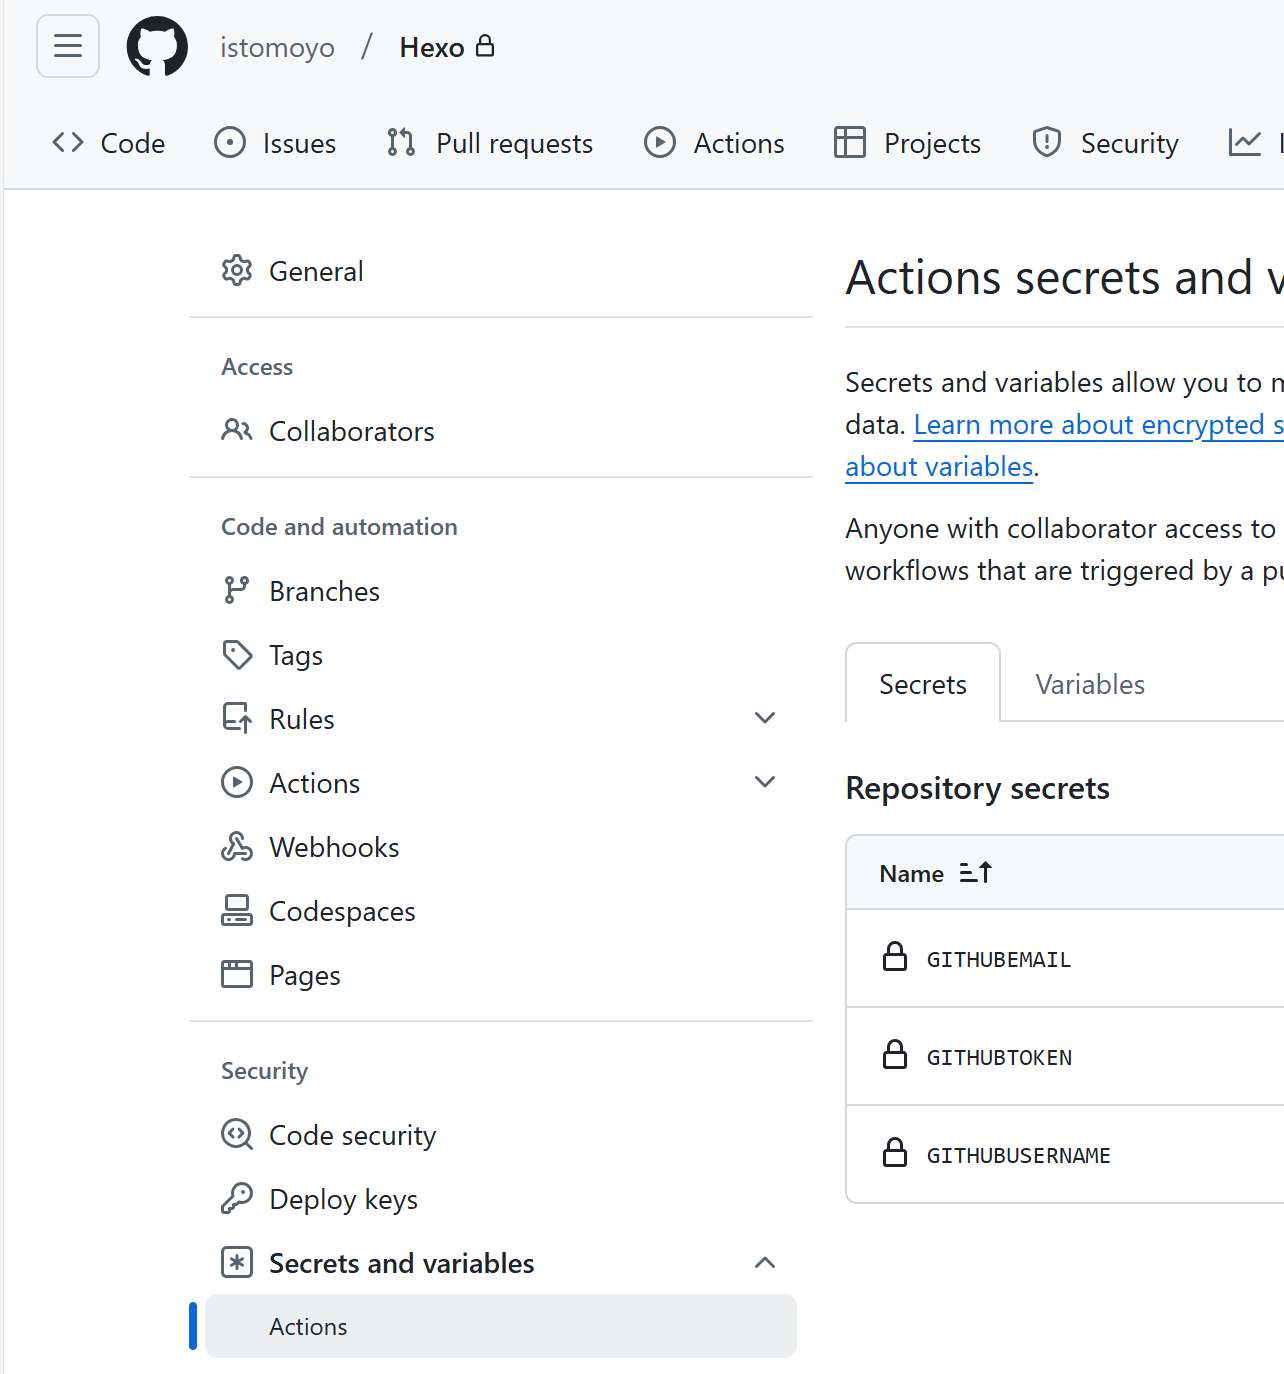 istomoyo / Hexo
Code Issues Pull requests Actions Projects Security
General
Access
Collaborators
Code and automation
Branches
Tags
Rules
Actions
Webhooks
Codespaces
Pages
Security
Code security
Deploy keys
Secrets and variables
Actions
Actions secrets and
Secrets and variables allow you to
data. Learn more about encrypted
about variables.
Anyone with collaborator access to
workflows that are triggered by a
Secrets Variables
Repository secrets
Name
GITHUBEMAIL
GITHUBTOKEN
GITHUBUSERNAME